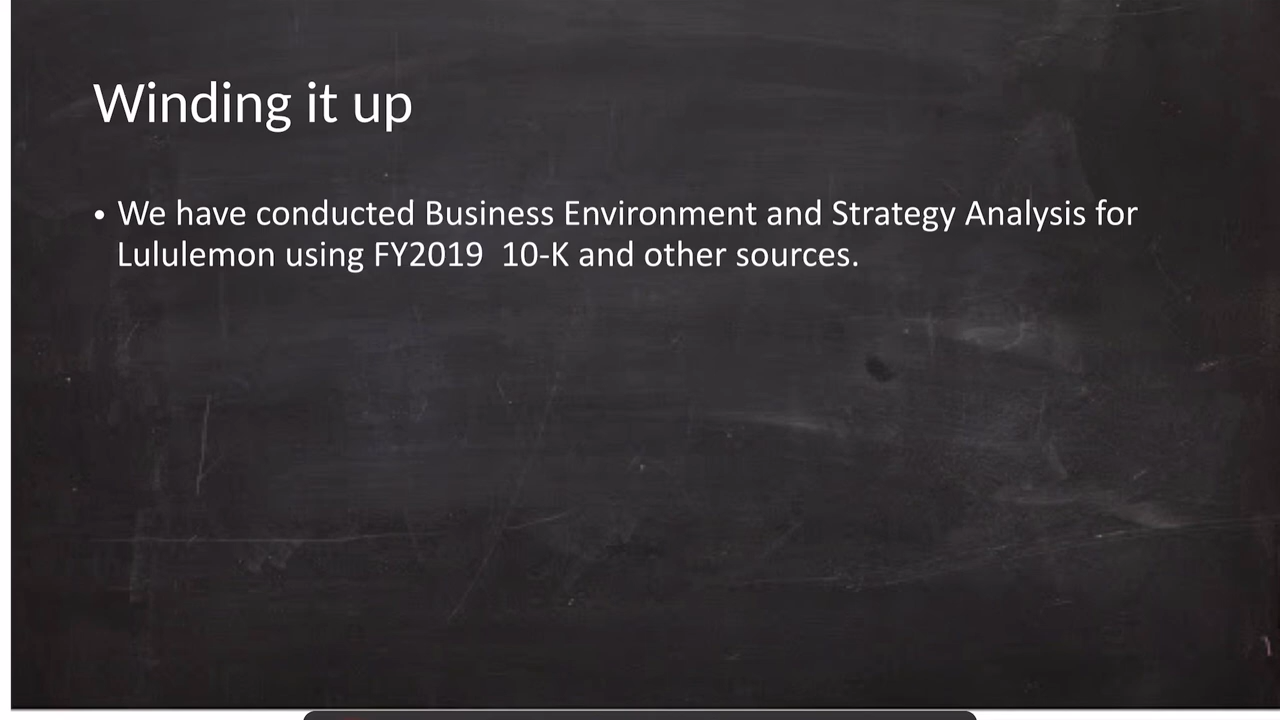 Winding it up
• We have conducted Business Environment and Strategy Analysis for
Lululemon using FY2019  10-K and other sources.